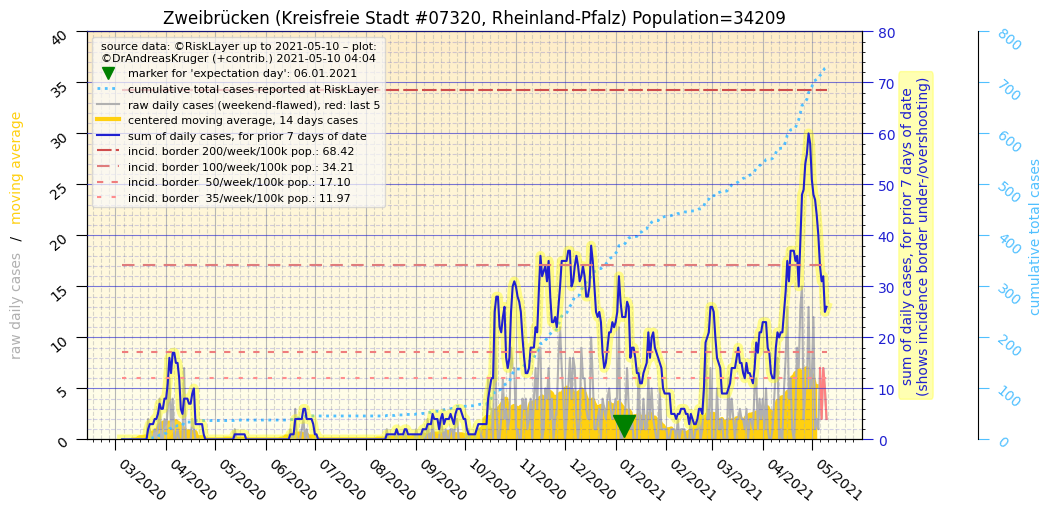 Zweibrücken (Kreisfreie Stadt #07320, Rheinland-Pfalz) Population=34209
source data: ©RiskLayer up to 2021-05-10 – plot:
©DrAndreasKruger (+contrib.) 2021-05-10 04:04
marker for 'expectation day': 06.01.2021
cumulative total cases reported at RiskLayer
raw daily cases (weekend-flawed), red: last 5
centered moving average, 14 days cases
sum of daily cases, for prior 7 days of date
incid. border 200/week/100k pop.: 68.42
incid. border 100/week/100k pop.: 34.21
incid. border  50/week/100k pop.: 17.10
incid. border  35/week/100k pop.: 11.97
raw daily cases  /  moving average
40
35
30
25
20
15
10
5
0
03/2020
04/2020
05/2020
06/2020
07/2020
08/2020
09/2020
10/2020
11/2020
12/2020
01/2021
02/2021
03/2021
04/2021
05/2021
80
70
60
50
40
30
20
10
0
sum of daily cases, for prior 7 days of date
(shows incidence border under-/overshooting)
800
700
600
500
400
300
200
100
0
cumulative total cases